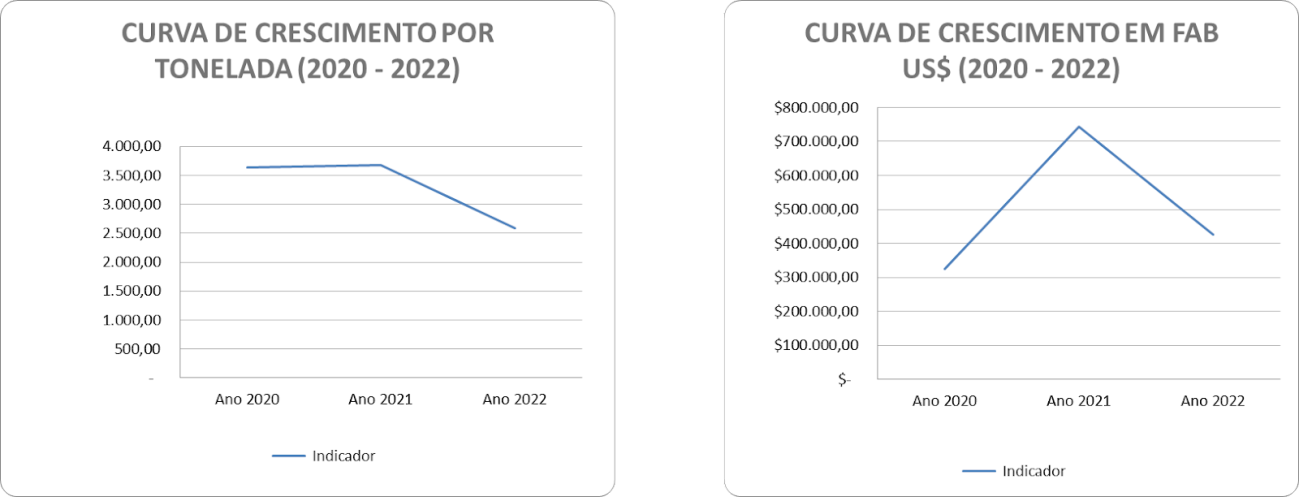 CURVA DE CRESCIMENTO POR
TONELADA (2020 - 2022)
4.000,00
3.500,00
3.000,00
2.500,00
2.000,00
1.500,00
1.000,00
500,00
-
Ano 2020 Ano 2021 Ano 2022
Indicador
CURVA DE CRESCIMENTO EM FAB
US$ (2020 - 2022)
$800.000,00
$700.000,00
$600.000,00
$500.000,00
$400.000,00
$300.000,00
$200.000,00
$100.000,00
$-
Ano 2020 Ano 2021 Ano 2022
Indicador